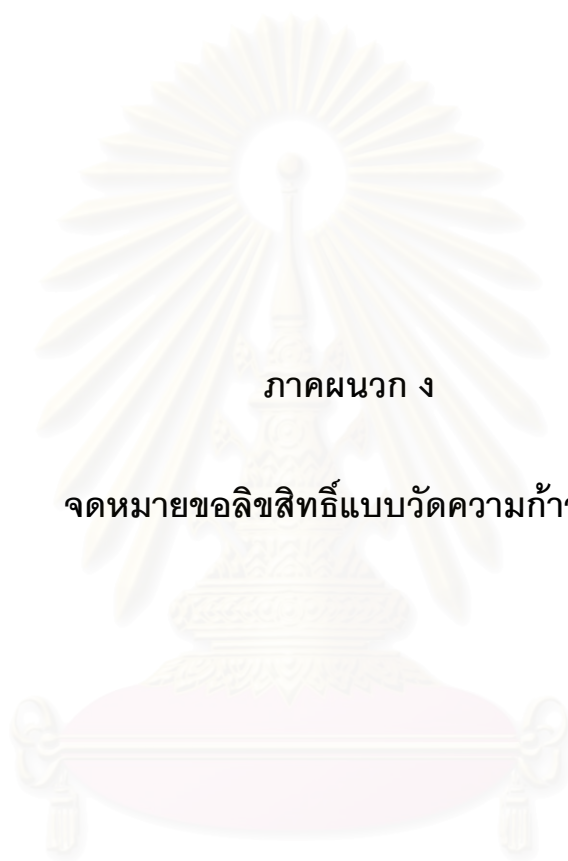 ภาคผนวก ง
จดหมายขอลิขสิทธิ์แบบวัดความก้าว